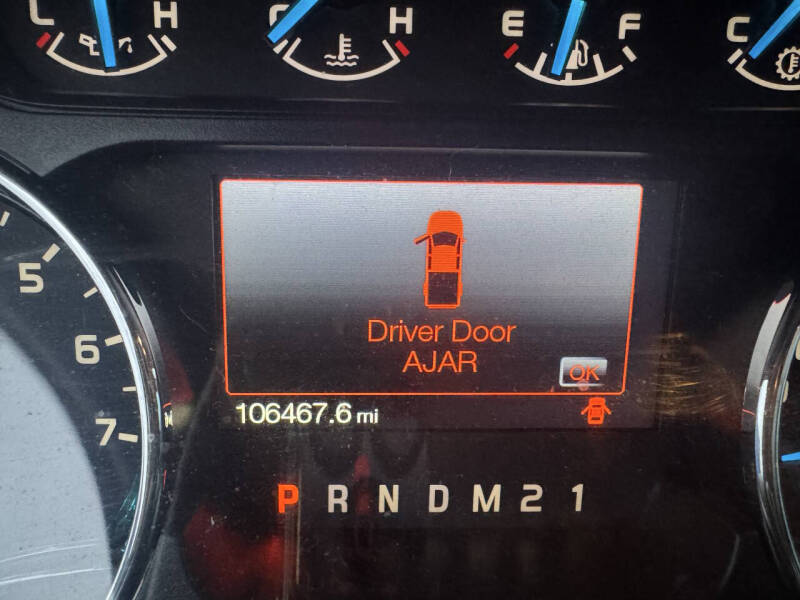 L H C H E F C
5
6
7
Driver Door
AJAR
OK
106467.6 mi
P R N D M 2 1